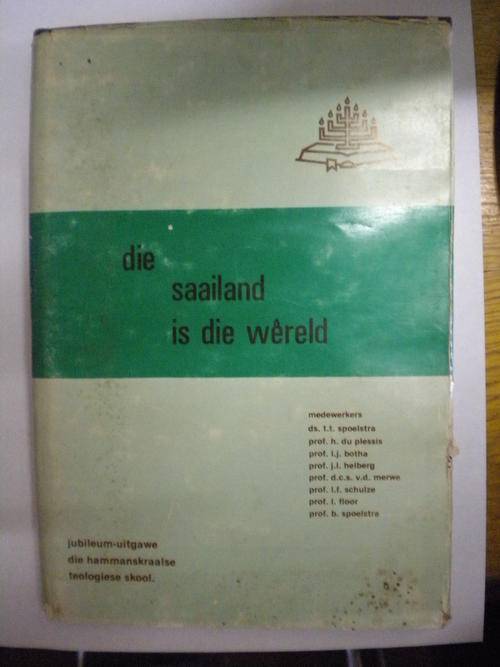 die
saailand
is die wêreld
medewerkers
ds. t.t. spoelstra
prof. h. du plessis
prof. l.j. botha
prof. j.l. helberg
prof. d.c.s. v.d. merwe
prof. l.f. schulze
prof. l. floor
prof. b. spoelstra
jubileum-uitgawe
die hammanskraalse
teologiese skool.